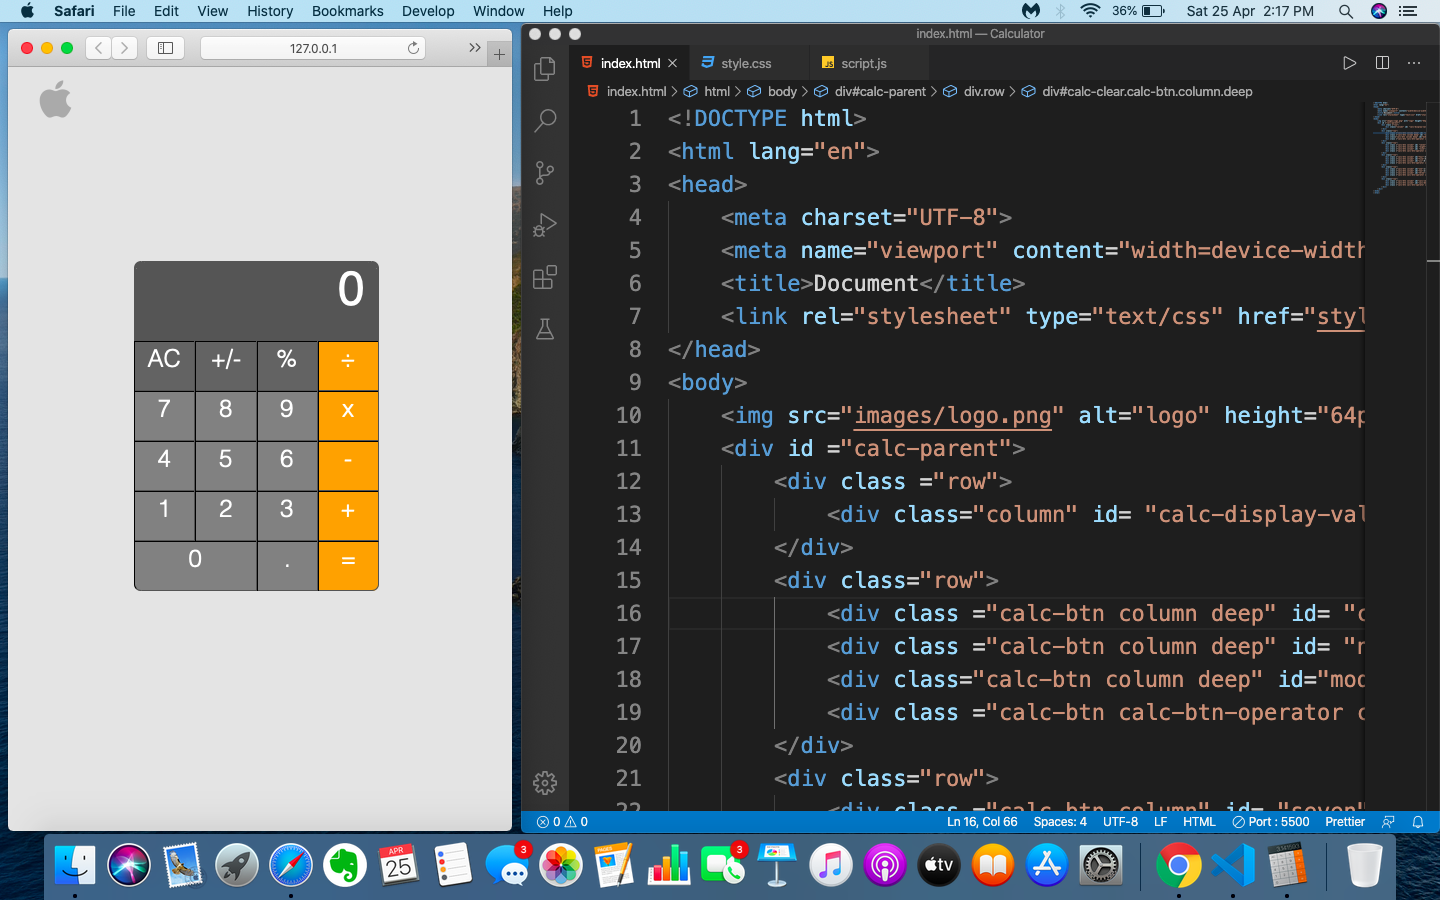 Safari File Edit View History Bookmarks Develop Window Help 36% Sat 25 Apr 2:17 PM
127.0.0.1
0
AC +/- % ÷
7 8 9 x
4 5 6 -
1 2 3 +
0 . =
index.html — Calculator
index.html style.css JS script.js
index.html > html > body > div#calc-parent > div.row > div#calc-clear.calc-btn.column.deep
1 <!DOCTYPE html>
2 <html lang="en">
3 <head>
4 <meta charset="UTF-8">
5 <meta name="viewport" content="width=device-width
6 <title>Document</title>
7 <link rel="stylesheet" type="text/css" href="styl
8 </head>
9 <body>
10 <img src="images/logo.png" alt="logo" height="64p
11 <div id ="calc-parent">
12 <div class ="row">
13 <div class="column" id= "calc-display-val
14 </div>
15 <div class="row">
16 <div class ="calc-btn column deep" id= "c
17 <div class ="calc-btn column deep" id= "n
18 <div class="calc-btn column deep" id="mod
19 <div class ="calc-btn calc-btn-operator c
20 </div>
21 <div class="row">
22 <div class ="calc-btn column" id= "seven"
0 0 Ln 16, Col 66 Spaces: 4 UTF-8 LF HTML Port : 5500 Prettier
APR
25
3
3
tv